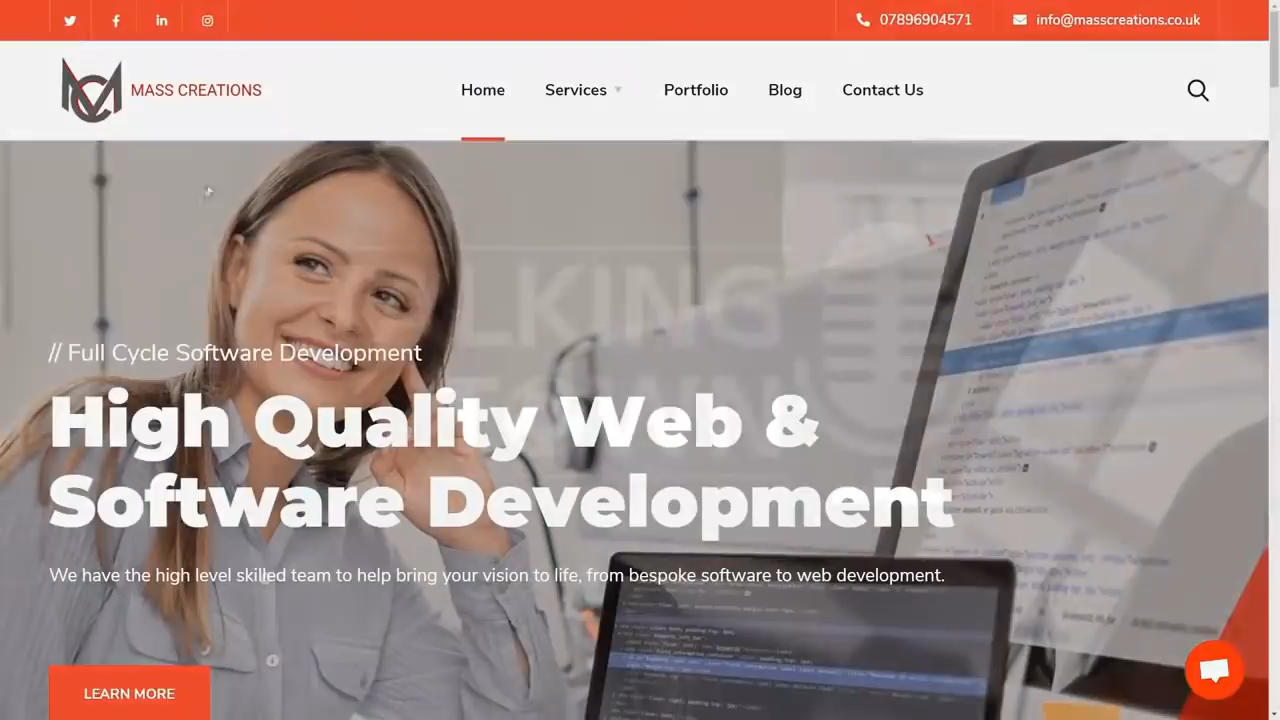 07896904571
info@masscreations.co.uk
MASS CREATIONS
Home
Services
Portfolio
Blog
Contact Us
LKING
// Full Cycle Software Development
High Quality Web &
Software Development
We have the high level skilled team to help bring your vision to life, from bespoke software to web development.
LEARN MORE